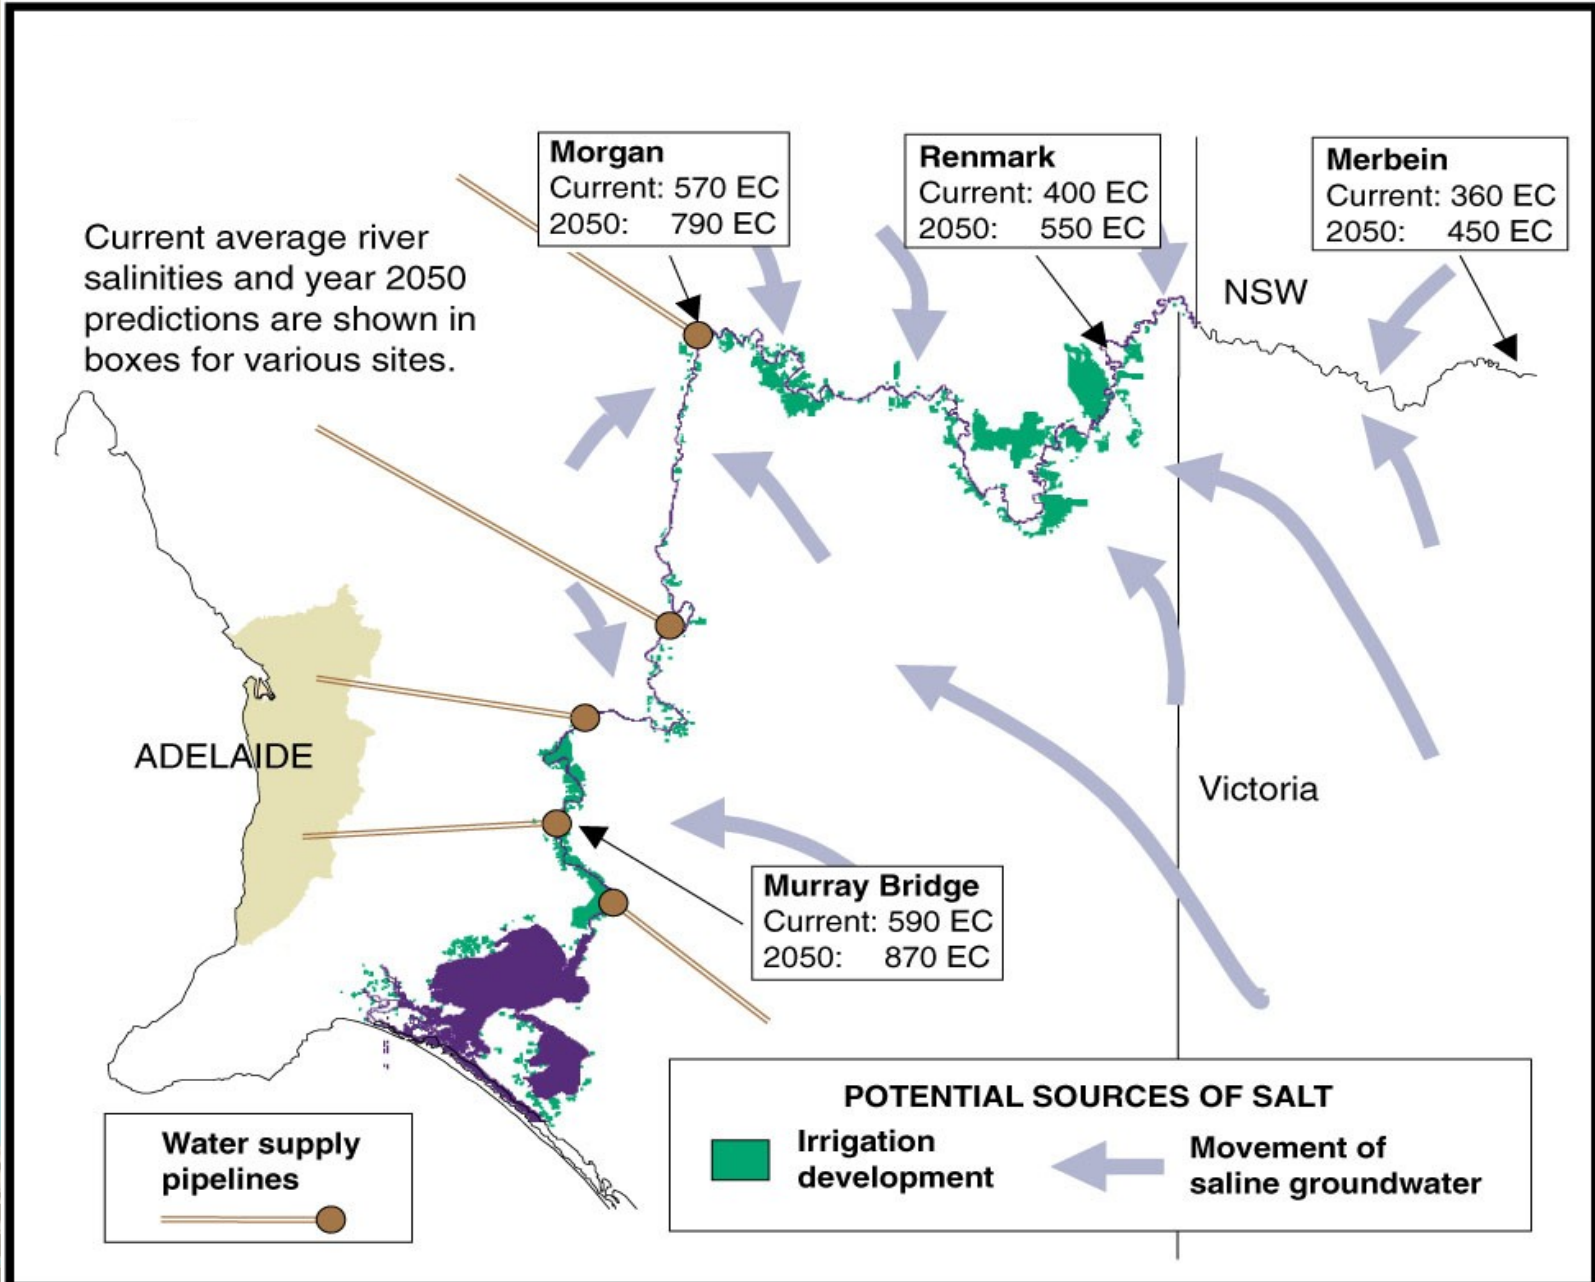 Morgan
Current: 570 EC
2050: 790 EC
Renmark
Current: 400 EC
2050: 550 EC
Merbein
Current: 360 EC
2050: 450 EC
Current average river
salinities and year 2050
predictions are shown in
boxes for various sites.
NSW
ADELAIDE
Victoria
Murray Bridge
Current: 590 EC
2050: 870 EC
Water supply
pipelines
POTENTIAL SOURCES OF SALT
Irrigation
development
Movement of
saline groundwater